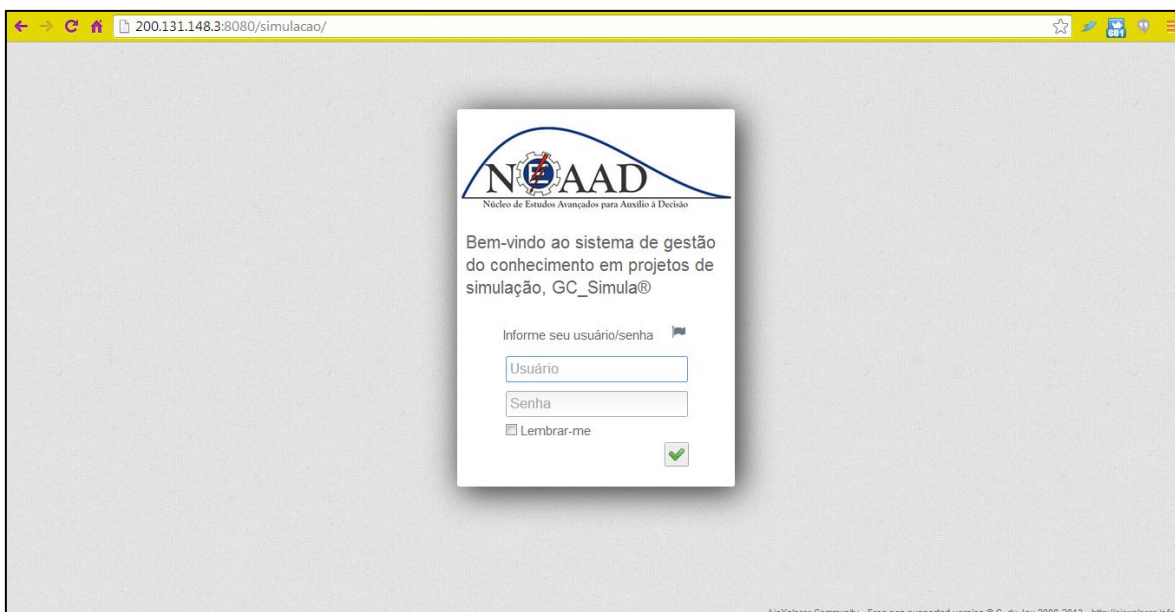 200.131.148.3:8080/simulacao/
681
NEAAD
Núcleo de Estudos Avançados para Auxílio à Decisão
Bem-vindo ao sistema de gestão
do conhecimento em projetos de
simulação, GC_Simula®
Informe seu usuário/senha
Usuário
Senha
Lembrar-me